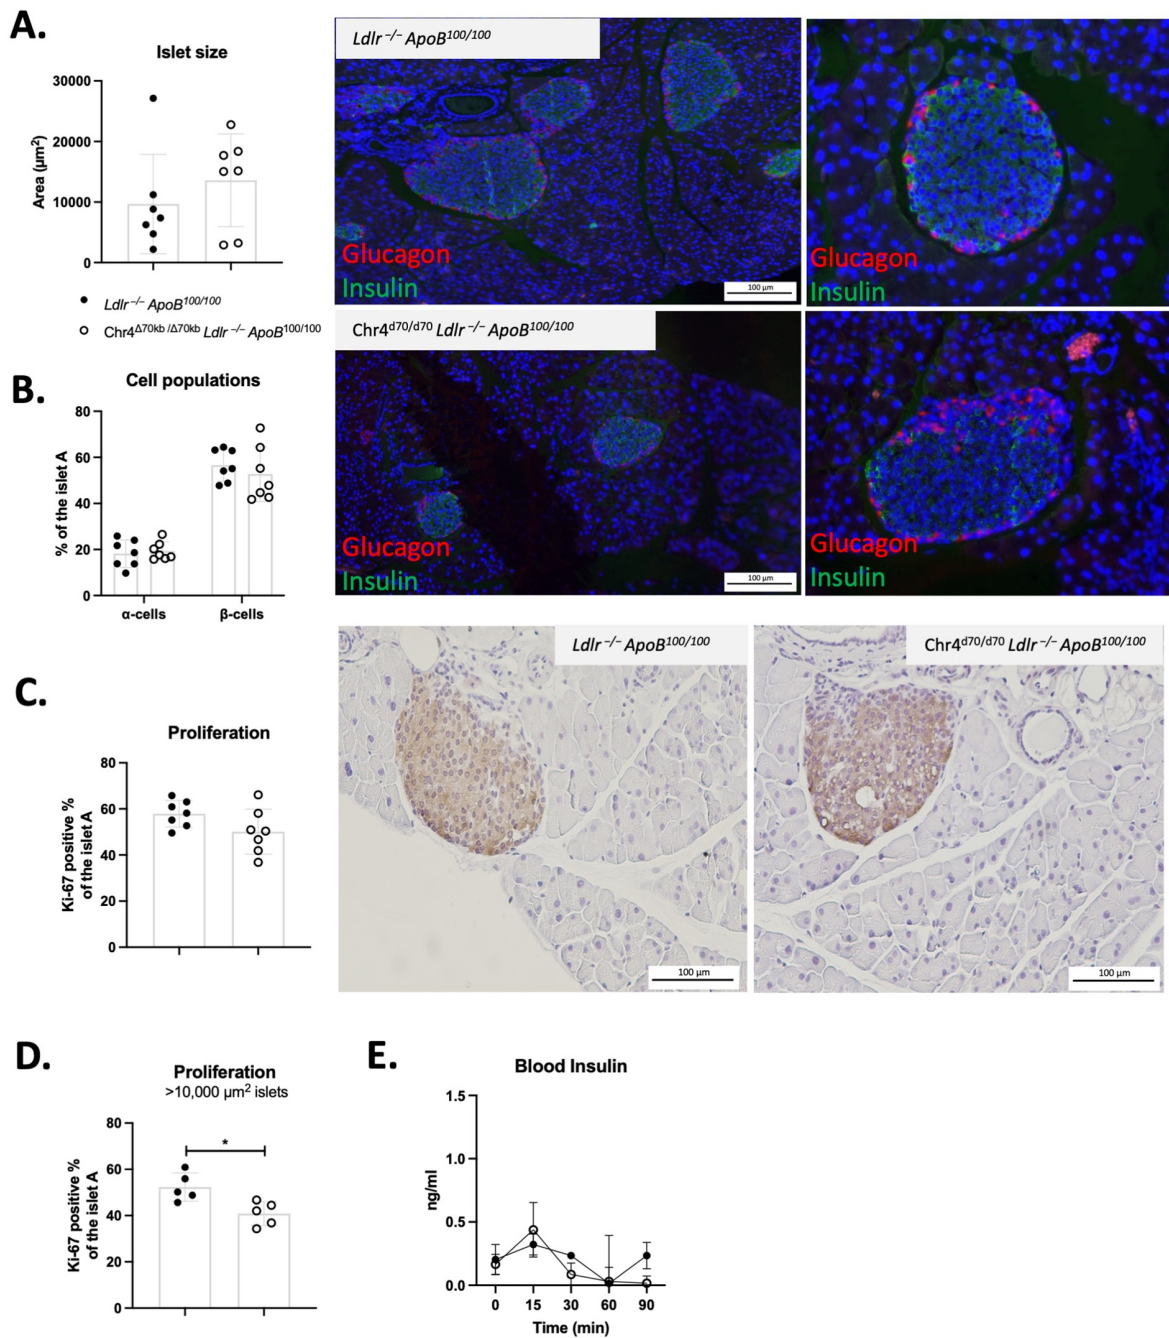 A.
Islet size
30000
20000
10000
0
Area (µm²)
Ldlr⁻/⁻ ApoB¹⁰⁰/¹⁰⁰
Chr4^Δ70kb/Δ70kb Ldlr⁻/⁻ ApoB¹⁰⁰/¹⁰⁰
Ldlr⁻/⁻ ApoB¹⁰⁰/¹⁰⁰
Glucagon
Insulin
100 µm
Glucagon
Insulin
B.
Cell populations
80
60
40
20
0
% of the islet A
α-cells
β-cells
Chr4ᵈ⁷⁰/ᵈ⁷⁰ Ldlr⁻/⁻ ApoB¹⁰⁰/¹⁰⁰
Glucagon
Insulin
100 µm
Glucagon
Insulin
C.
Proliferation
80
60
40
20
0
Ki-67 positive %
of the islet A
Ldlr⁻/⁻ ApoB¹⁰⁰/¹⁰⁰
100 µm
Chr4ᵈ⁷⁰/ᵈ⁷⁰ Ldlr⁻/⁻ ApoB¹⁰⁰/¹⁰⁰
100 µm
D.
Proliferation
>10,000 µm² islets
80
60
40
20
0
Ki-67 positive %
of the islet A
*
E.
Blood Insulin
1.5
1.0
0.5
0.0
ng/ml
0 15 30 60 90
Time (min)